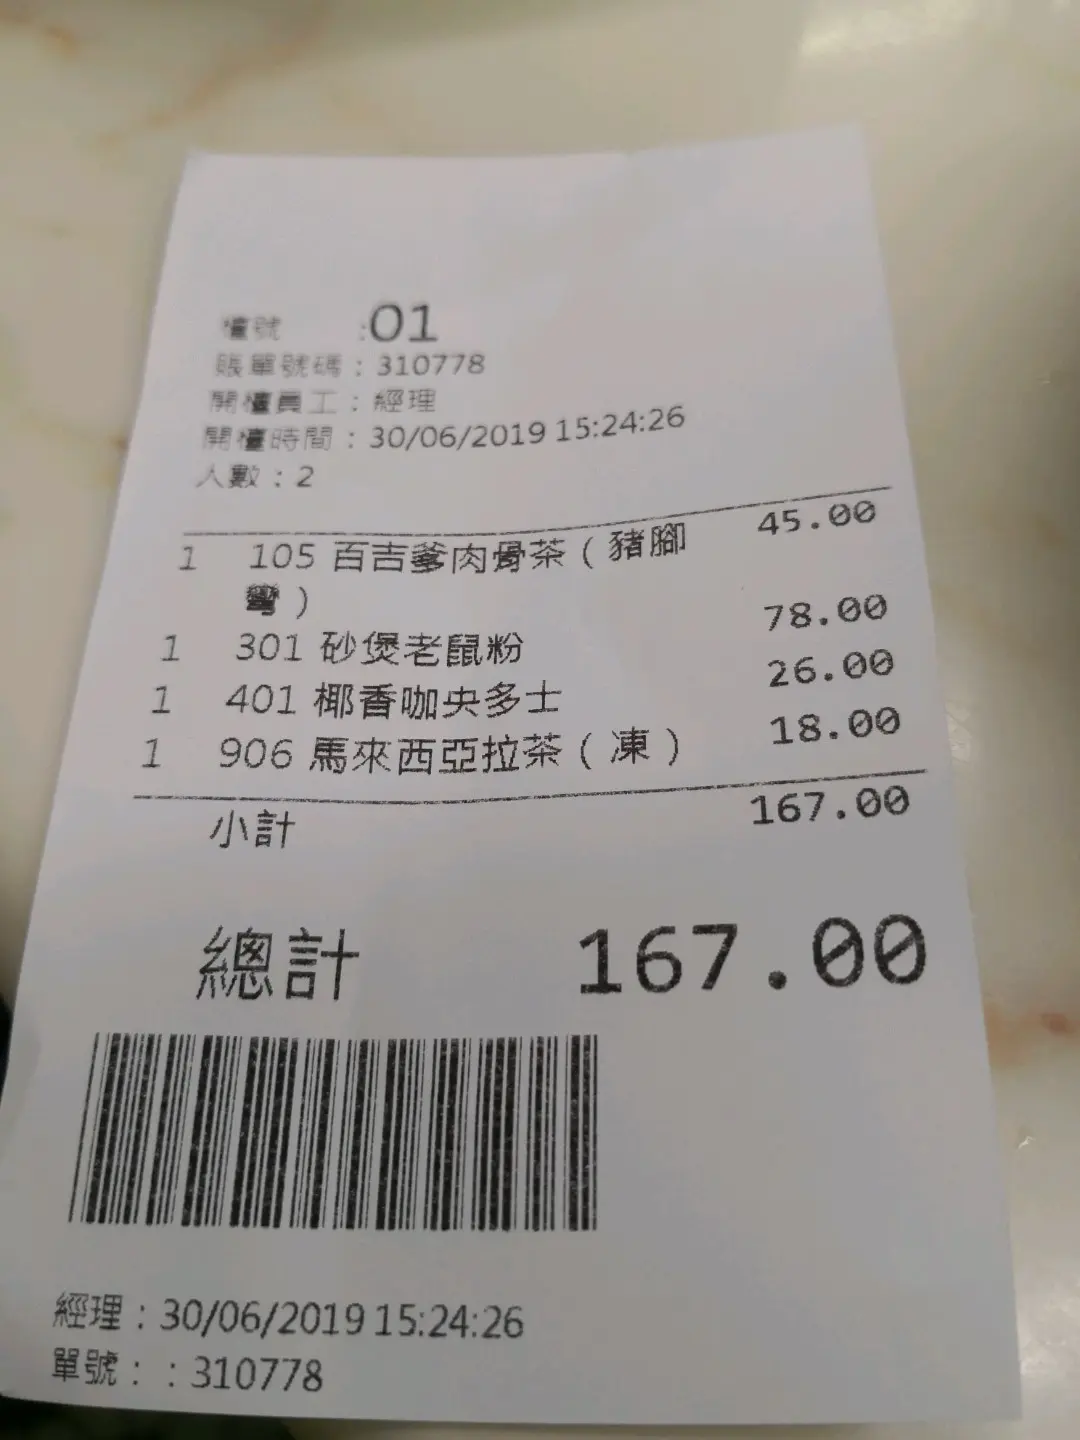 檯號 :01
賬單號碼：310778
開檯員工：經理
開檯時間：30/06/2019 15:24:26
人數：2
1 105 百吉爹肉骨茶（豬腳 45.00
彎）
1 301 砂煲老鼠粉 78.00
1 401 椰香咖央多士 26.00
1 906 馬來西亞拉茶（凍） 18.00
小計 167.00
總計 167.00
經理：30/06/2019 15:24:26
單號：：310778